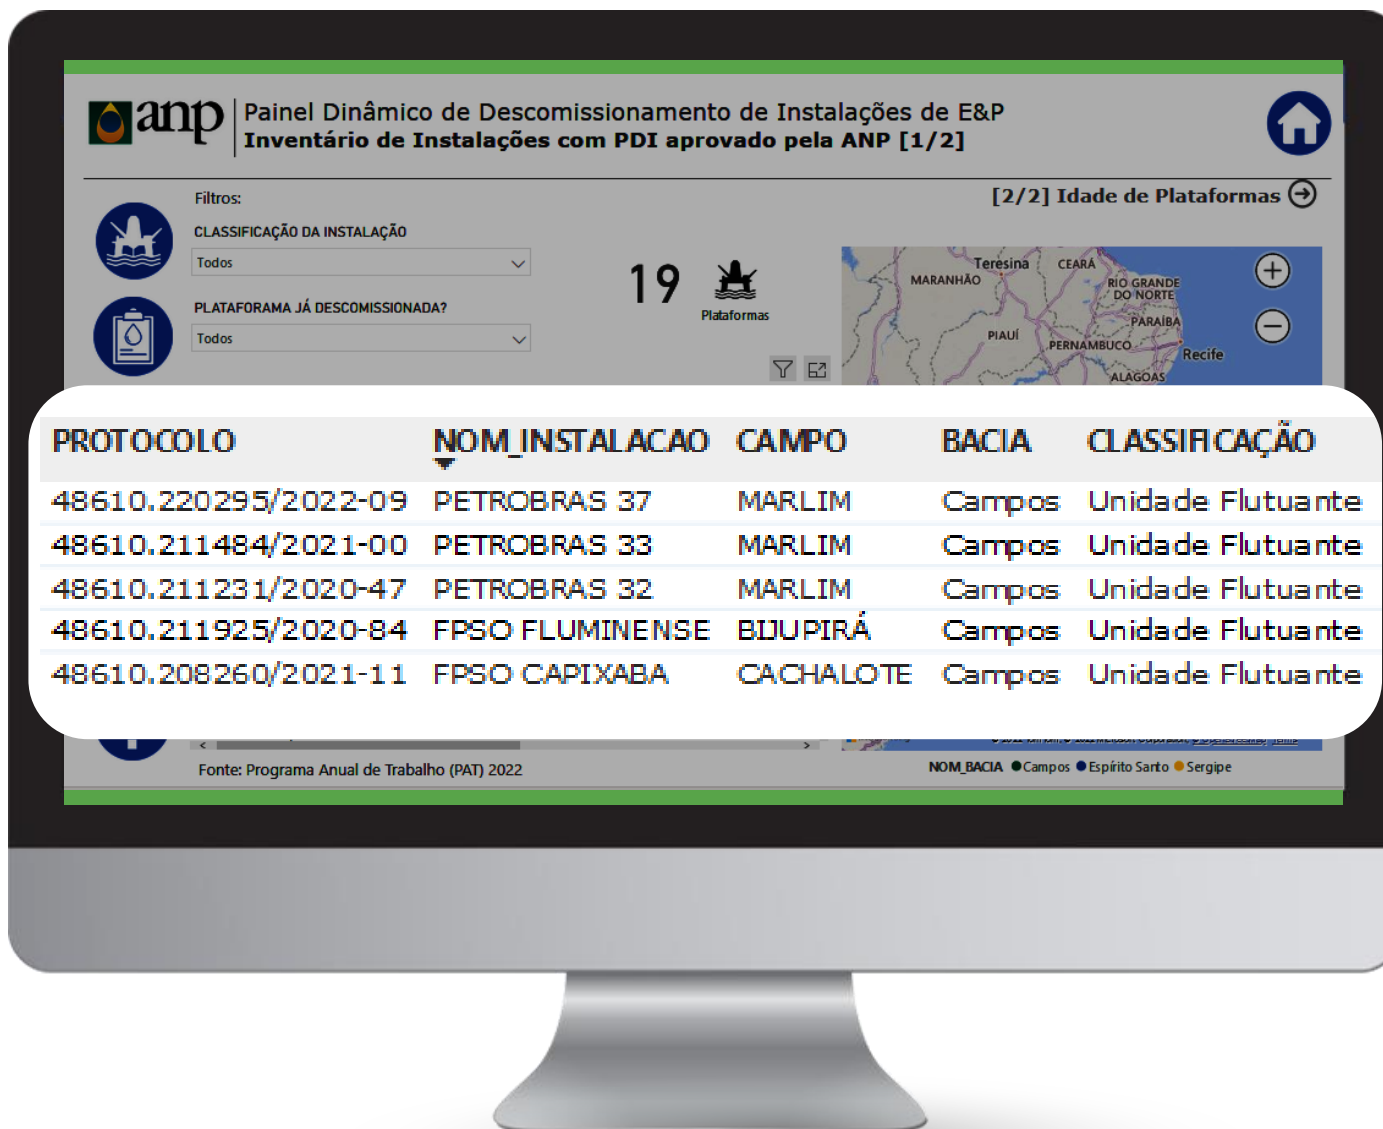 anp
Painel Dinâmico de Descomissionamento de Instalações de E&P
Inventário de Instalações com PDI aprovado pela ANP [1/2]
[2/2] Idade de Plataformas
Filtros:
CLASSIFICAÇÃO DA INSTALAÇÃO
Todos
PLATAFORAMA JÁ DESCOMISSIONADA?
Todos
19
Plataformas
Teresina
CEARÁ
MARANHÃO
RIO GRANDE
DO NORTE
PARAÍBA
PIAUÍ
PERNAMBUCO
Recife
ALAGOAS
PROTOCOLO NOM_INSTALACAO CAMPO BACIA CLASSIFICAÇÃO
48610.220295/2022-09 PETROBRAS 37 MARLIM Campos Unidade Flutuante
48610.211484/2021-00 PETROBRAS 33 MARLIM Campos Unidade Flutuante
48610.211231/2020-47 PETROBRAS 32 MARLIM Campos Unidade Flutuante
48610.211925/2020-84 FPSO FLUMINENSE BIJUPIRÁ Campos Unidade Flutuante
48610.208260/2021-11 FPSO CAPIXABA CACHALOTE Campos Unidade Flutuante
Fonte: Programa Anual de Trabalho (PAT) 2022
NOM_BACIA Campos Espírito Santo Sergipe